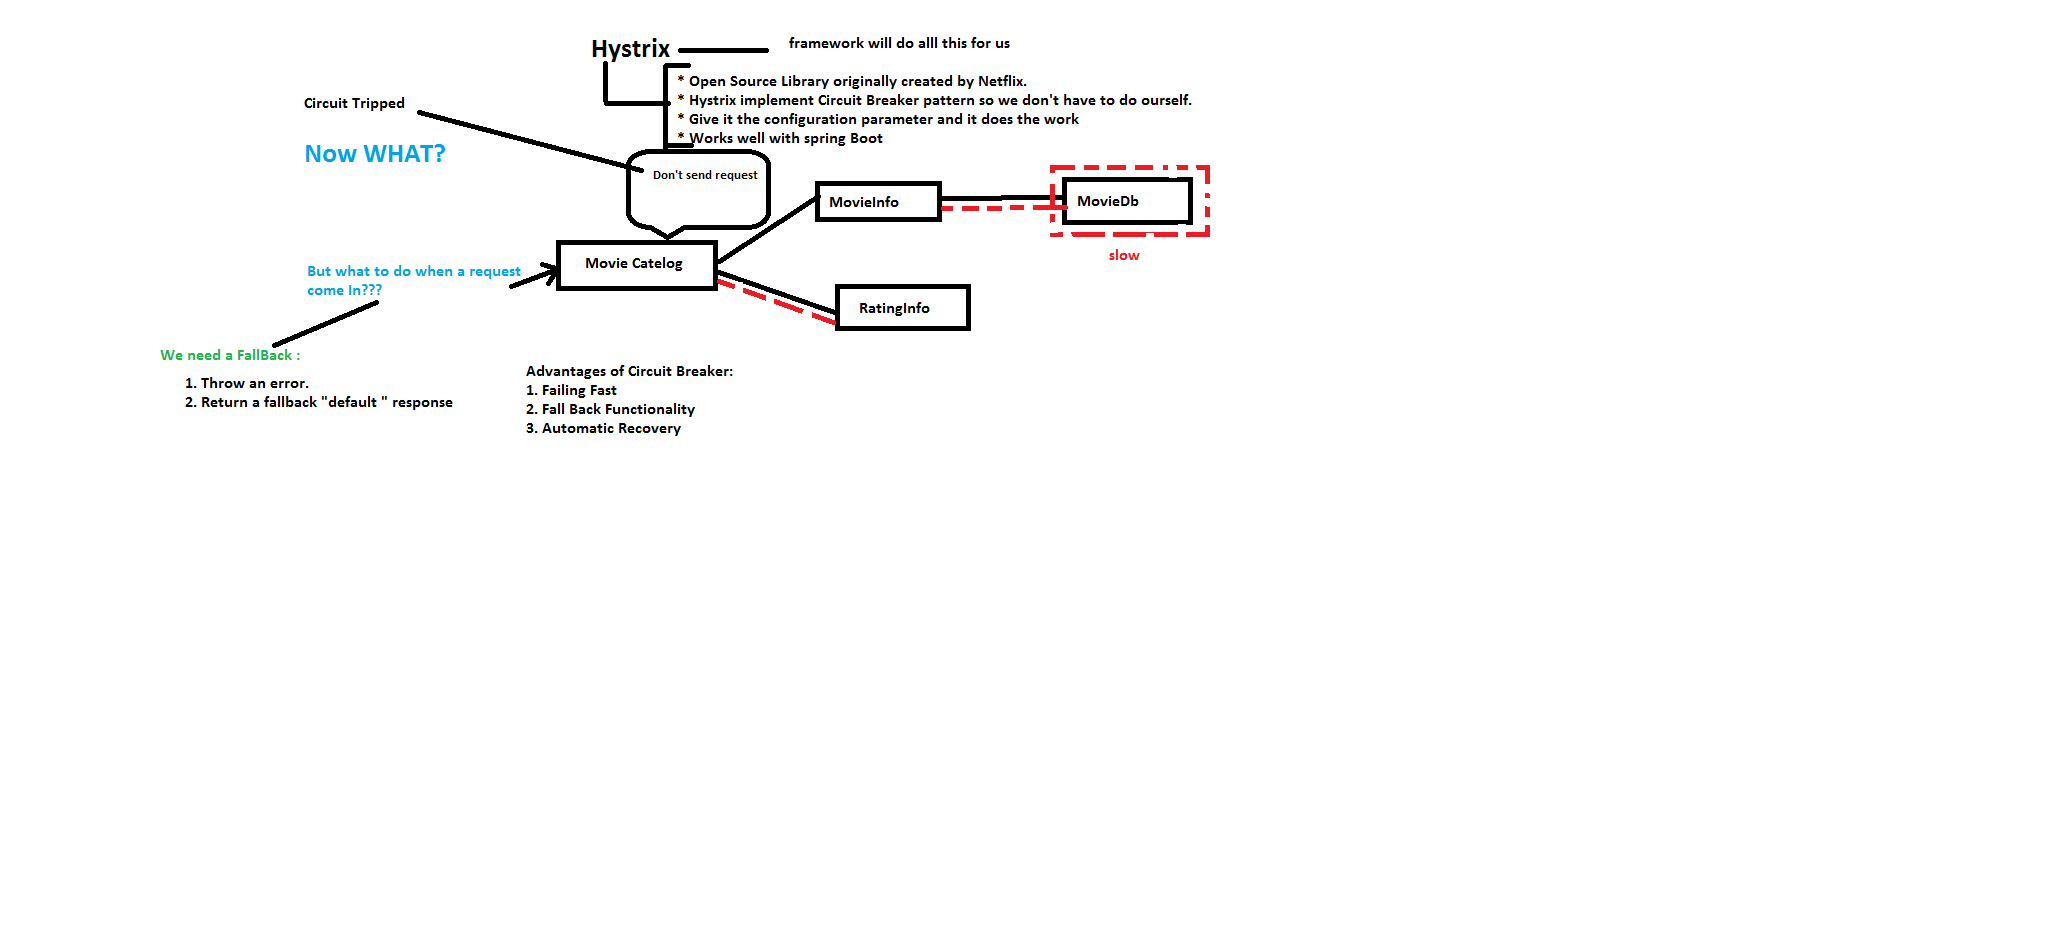 Hystrix
framework will do alll this for us
* Open Source Library originally created by Netflix.
* Hystrix implement Circuit Breaker pattern so we don't have to do ourself.
* Give it the configuration parameter and it does the work
* Works well with spring Boot
Circuit Tripped
Now WHAT?
Don't send request
MovieInfo
MovieDb
slow
Movie Catelog
RatingInfo
But what to do when a request
come In???
We need a FallBack :
1. Throw an error.
2. Return a fallback "default " response
Advantages of Circuit Breaker:
1. Failing Fast
2. Fall Back Functionality
3. Automatic Recovery